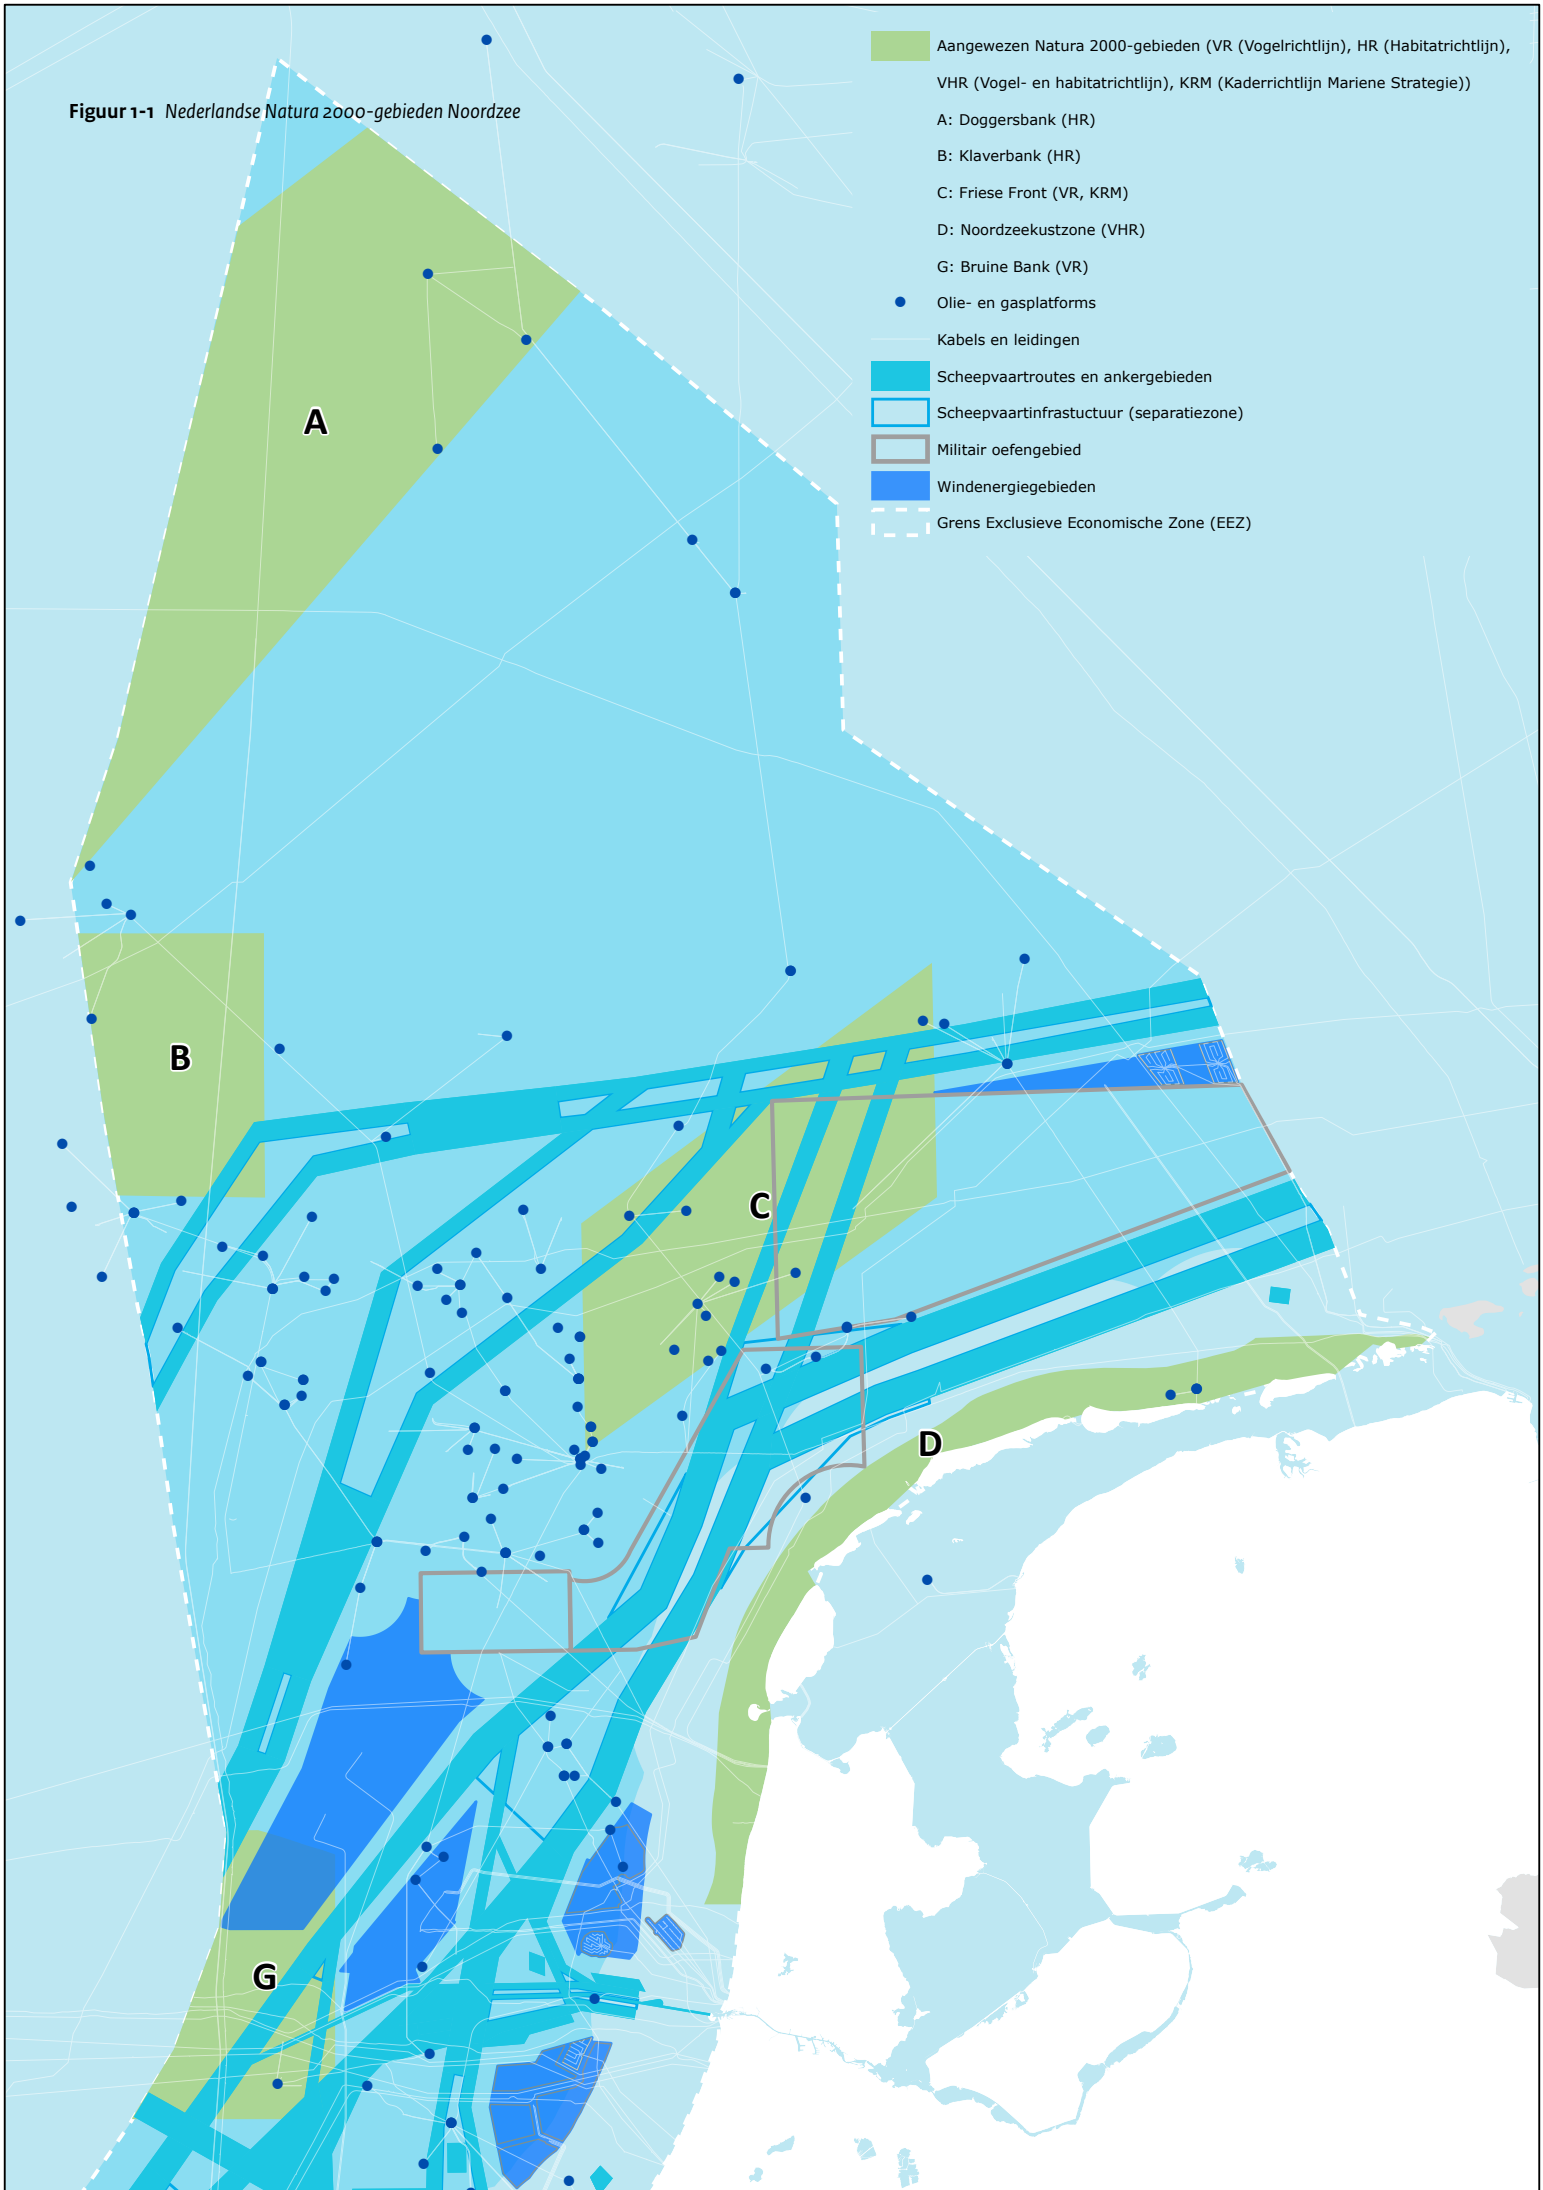 Figuur 1-1 Nederlandse Natura 2000-gebieden Noordzee
Aangewezen Natura 2000-gebieden (VR (Vogelrichtlijn), HR (Habitatrichtlijn),
VHR (Vogel- en habitatrichtlijn), KRM (Kaderrichtlijn Mariene Strategie))
A: Doggersbank (HR)
B: Klaverbank (HR)
C: Friese Front (VR, KRM)
D: Noordzeekustzone (VHR)
G: Bruine Bank (VR)
Olie- en gasplatforms
Kabels en leidingen
Scheepvaartroutes en ankergebieden
Scheepvaartinfrastuctuur (separatiezone)
Militair oefengebied
Windenergiegebieden
Grens Exclusieve Economische Zone (EEZ)
A
B
C
D
G